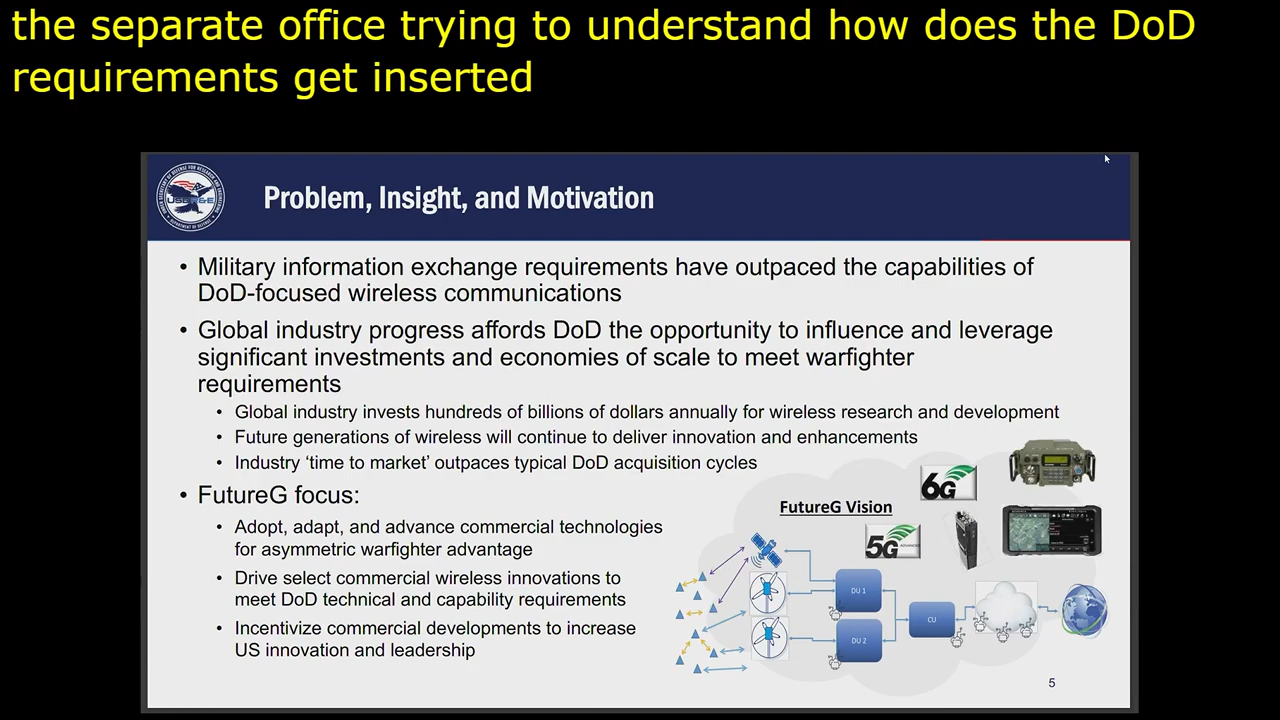 the separate office trying to understand how does the DoD
requirements get inserted
Problem, Insight, and Motivation
• Military information exchange requirements have outpaced the capabilities of
DoD-focused wireless communications
• Global industry progress affords DoD the opportunity to influence and leverage
significant investments and economies of scale to meet warfighter
requirements
• Global industry invests hundreds of billions of dollars annually for wireless research and development
• Future generations of wireless will continue to deliver innovation and enhancements
• Industry ‘time to market’ outpaces typical DoD acquisition cycles
• FutureG focus:
• Adopt, adapt, and advance commercial technologies
for asymmetric warfighter advantage
• Drive select commercial wireless innovations to
meet DoD technical and capability requirements
• Incentivize commercial developments to increase
US innovation and leadership
FutureG Vision
6G
5G ADVANCED
DU 1
DU 2
CU
5